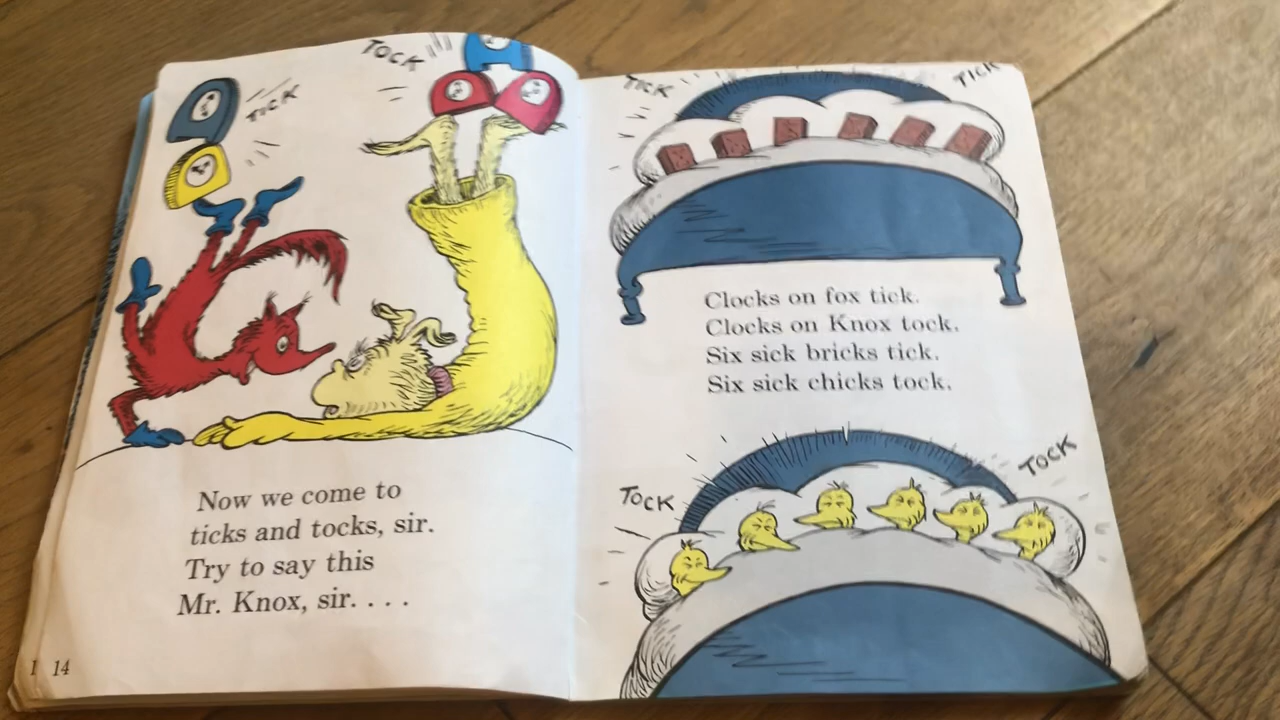 TOCK
TICK
Now we come to
ticks and tocks, sir.
Try to say this
Mr. Knox, sir. . . .
1 14
TICK
TICK
Clocks on fox tick.
Clocks on Knox tock.
Six sick bricks tick.
Six sick chicks tock.
TOCK
TOCK